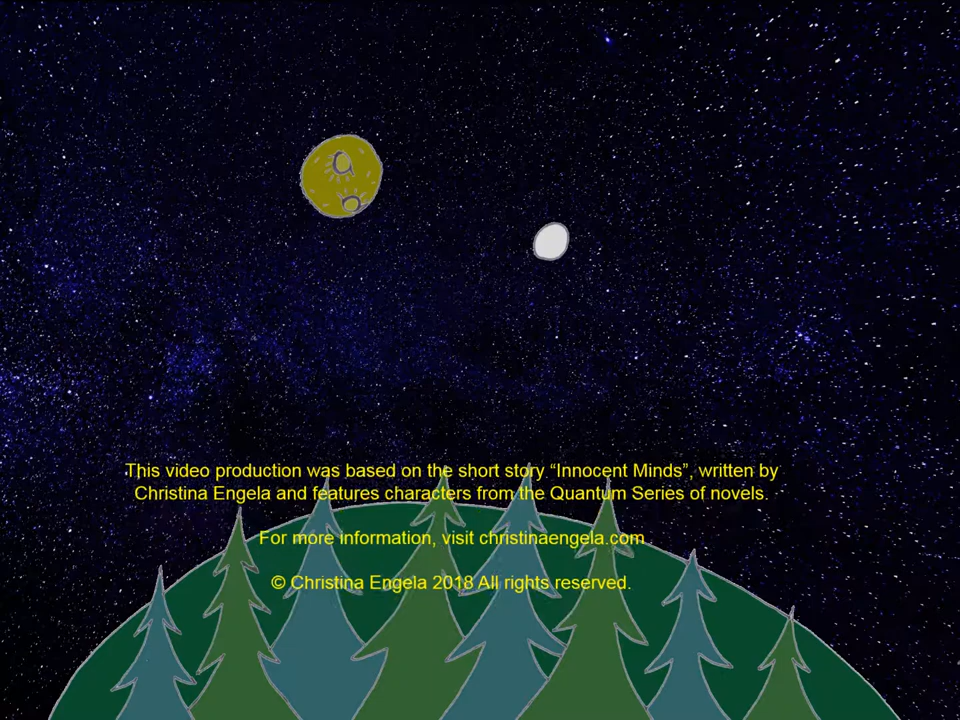 This video production was based on the short story “Innocent Minds”, written by
Christina Engela and features characters from the Quantum Series of novels.
For more information, visit christinaengela.com
© Christina Engela 2018 All rights reserved.